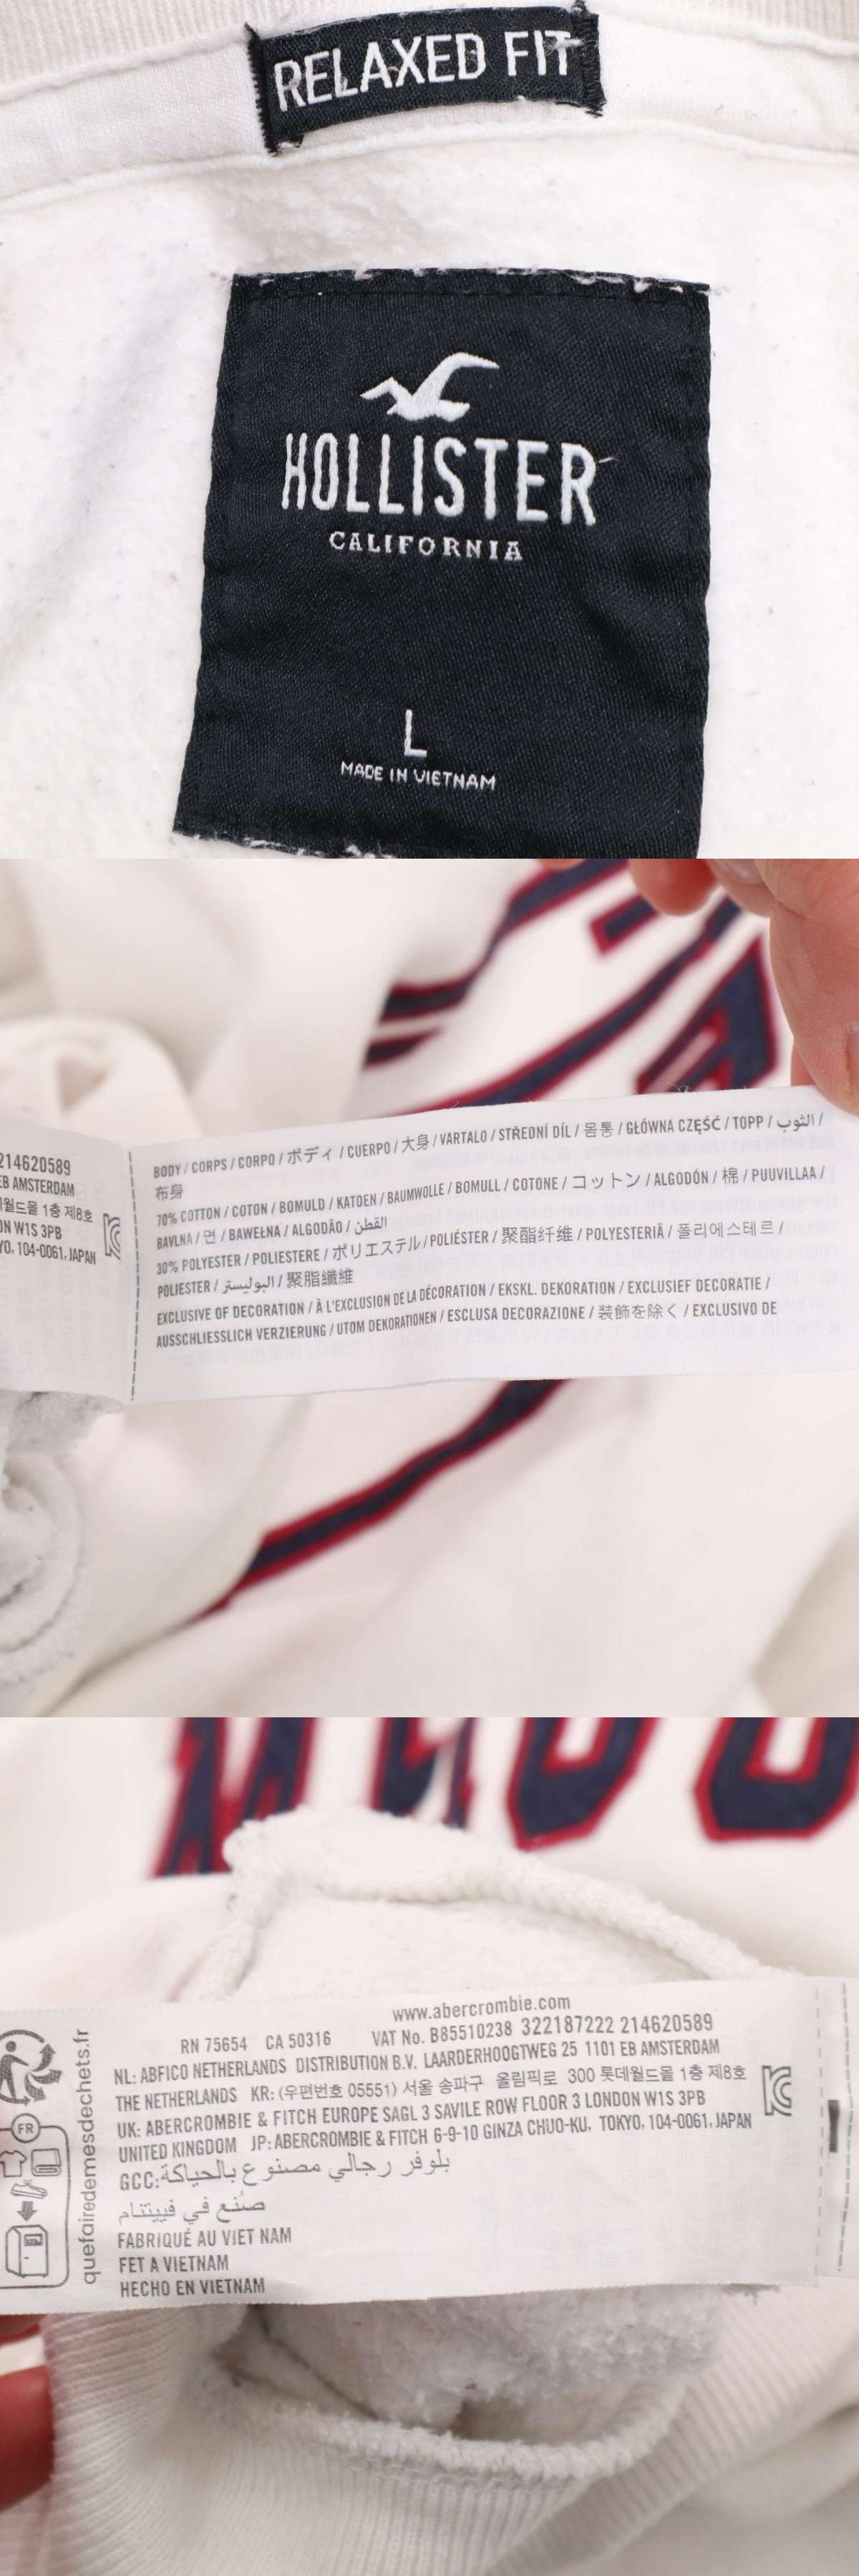 RELAXED FIT
HOLLISTER
CALIFORNIA
L
MADE IN VIETNAM
214620589
EB AMSTERDAM
월드몰 1층 제8호
ON W1S 3PB
YO, 104-0061, JAPAN
BODY / CORPS / CORPO / ボディ / CUERPO / 大身 / VARTALO / STŘEDNÍ DÍL / 몸통 / GŁÓWNA CZĘŚĆ / TOPP / الثوب /
布身
70% COTTON / COTON / BOMULD / KATOEN / BAUMWOLLE / BOMULL / COTONE / コットン / ALGODÓN / 棉 / PUUVILLAA /
BAVLNA / 면 / BAWEŁNA / ALGODÃO / القطن
30% POLYESTER / POLIESTERE / ポリエステル / POLIÉSTER / 聚酯纤维 / POLYESTERIÄ / 폴리에스테르 /
POLIESTER / البوليستر / 聚脂纖維
EXCLUSIVE OF DECORATION / À L'EXCLUSION DE LA DÉCORATION / EKSKL. DEKORATION / EXCLUSIEF DECORATIE /
AUSSCHLIESSLICH VERZIERUNG / UTOM DEKORATIONEN / ESCLUSA DECORAZIONE / 装飾を除く / EXCLUSIVO DE
www.abercrombie.com
RN 75654 CA 50316 VAT No. B85510238 322187222 214620589
NL: ABFICO NETHERLANDS DISTRIBUTION B.V. LAARDERHOOGTWEG 25 1101 EB AMSTERDAM
THE NETHERLANDS KR: (우편번호 05551) 서울 송파구 올림픽로 300 롯데월드몰 1층 제8호
UK: ABERCROMBIE & FITCH EUROPE SAGL 3 SAVILE ROW FLOOR 3 LONDON W1S 3PB
UNITED KINGDOM JP: ABERCROMBIE & FITCH 6-9-10 GINZA CHUO-KU, TOKYO, 104-0061, JAPAN
GCC: بلوفر رجالي مصنوع بالحياكة
صُنع في فييتنام
FABRIQUÉ AU VIET NAM
FET A VIETNAM
HECHO EN VIETNAM
quefairedemesdechets.fr
FR